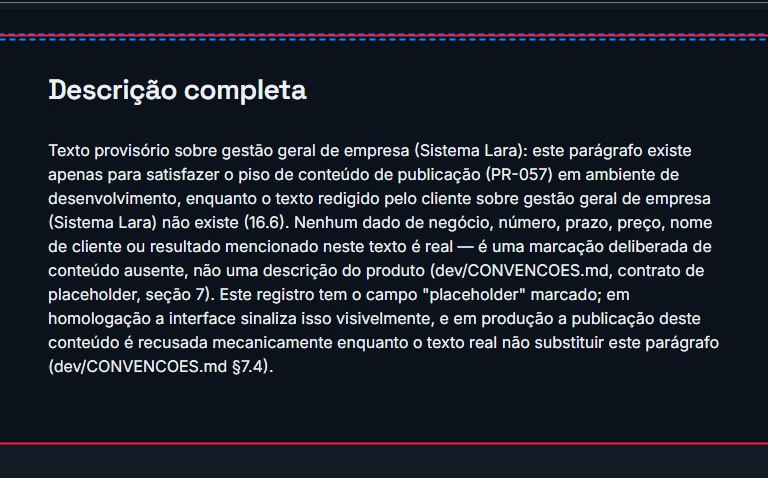 Descrição completa
Texto provisório sobre gestão geral de empresa (Sistema Lara): este parágrafo existe
apenas para satisfazer o piso de conteúdo de publicação (PR-057) em ambiente de
desenvolvimento, enquanto o texto redigido pelo cliente sobre gestão geral de empresa
(Sistema Lara) não existe (16.6). Nenhum dado de negócio, número, prazo, preço, nome
de cliente ou resultado mencionado neste texto é real — é uma marcação deliberada de
conteúdo ausente, não uma descrição do produto (dev/CONVENCOES.md, contrato de
placeholder, seção 7). Este registro tem o campo "placeholder" marcado; em
homologação a interface sinaliza isso visivelmente, e em produção a publicação deste
conteúdo é recusada mecanicamente enquanto o texto real não substituir este parágrafo
(dev/CONVENCOES.md §7.4).